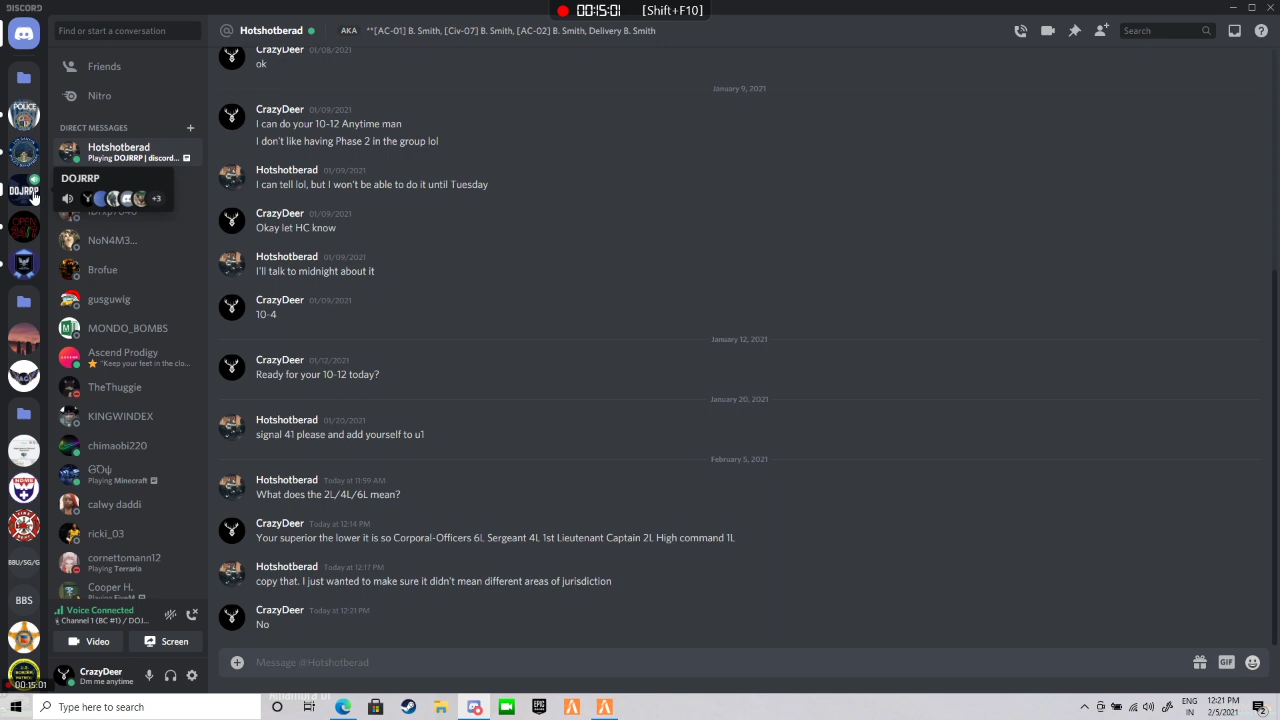 DISCORD
00:15:01 [Shift+F10]
Find or start a conversation
Hotshotberad
AKA **[AC-01] B. Smith, [Civ-07] B. Smith, [AC-02] B. Smith, Delivery B. Smith
Search
Friends
Nitro
DIRECT MESSAGES
Hotshotberad
Playing DOJRRP | discord...
DOJRRP
+3
POLICE
DOJRRP
OPEN
NoN4M3...
Brofue
gusguwig
MONDO_BOMBS
Ascend Prodigy
"Keep your feet in the clo...
TheThuggie
KINGWINDEX
chimaobi220
Playing Minecraft
calwy daddi
ricki_03
cornettomann12
Playing Terraria
Cooper H.
Playing FiveM
BBU/SG/G
BBS
Voice Connected
Channel 1 (BC #1) / DOJ...
Video
Screen
CrazyDeer
Dm me anytime
CrazyDeer 01/08/2021
ok
January 9, 2021
CrazyDeer 01/09/2021
I can do your 10-12 Anytime man
I don't like having Phase 2 in the group lol
Hotshotberad 01/09/2021
I can tell lol, but I won't be able to do it until Tuesday
CrazyDeer 01/09/2021
Okay let HC know
Hotshotberad 01/09/2021
I'll talk to midnight about it
CrazyDeer 01/09/2021
10-4
January 12, 2021
CrazyDeer 01/12/2021
Ready for your 10-12 today?
January 20, 2021
Hotshotberad 01/20/2021
signal 41 please and add yourself to u1
February 5, 2021
Hotshotberad Today at 11:59 AM
What does the 2L/4L/6L mean?
CrazyDeer Today at 12:14 PM
Your superior the lower it is so Corporal-Officers 6L Sergeant 4L 1st Lieutenant Captain 2L High command 1L
Hotshotberad Today at 12:17 PM
copy that. I just wanted to make sure it didn't mean different areas of jurisdiction
CrazyDeer Today at 12:21 PM
No
Message @Hotshotberad
GIF
00:15:01
Type here to search
ENG
IN
12:21 PM
2/5/2021
2